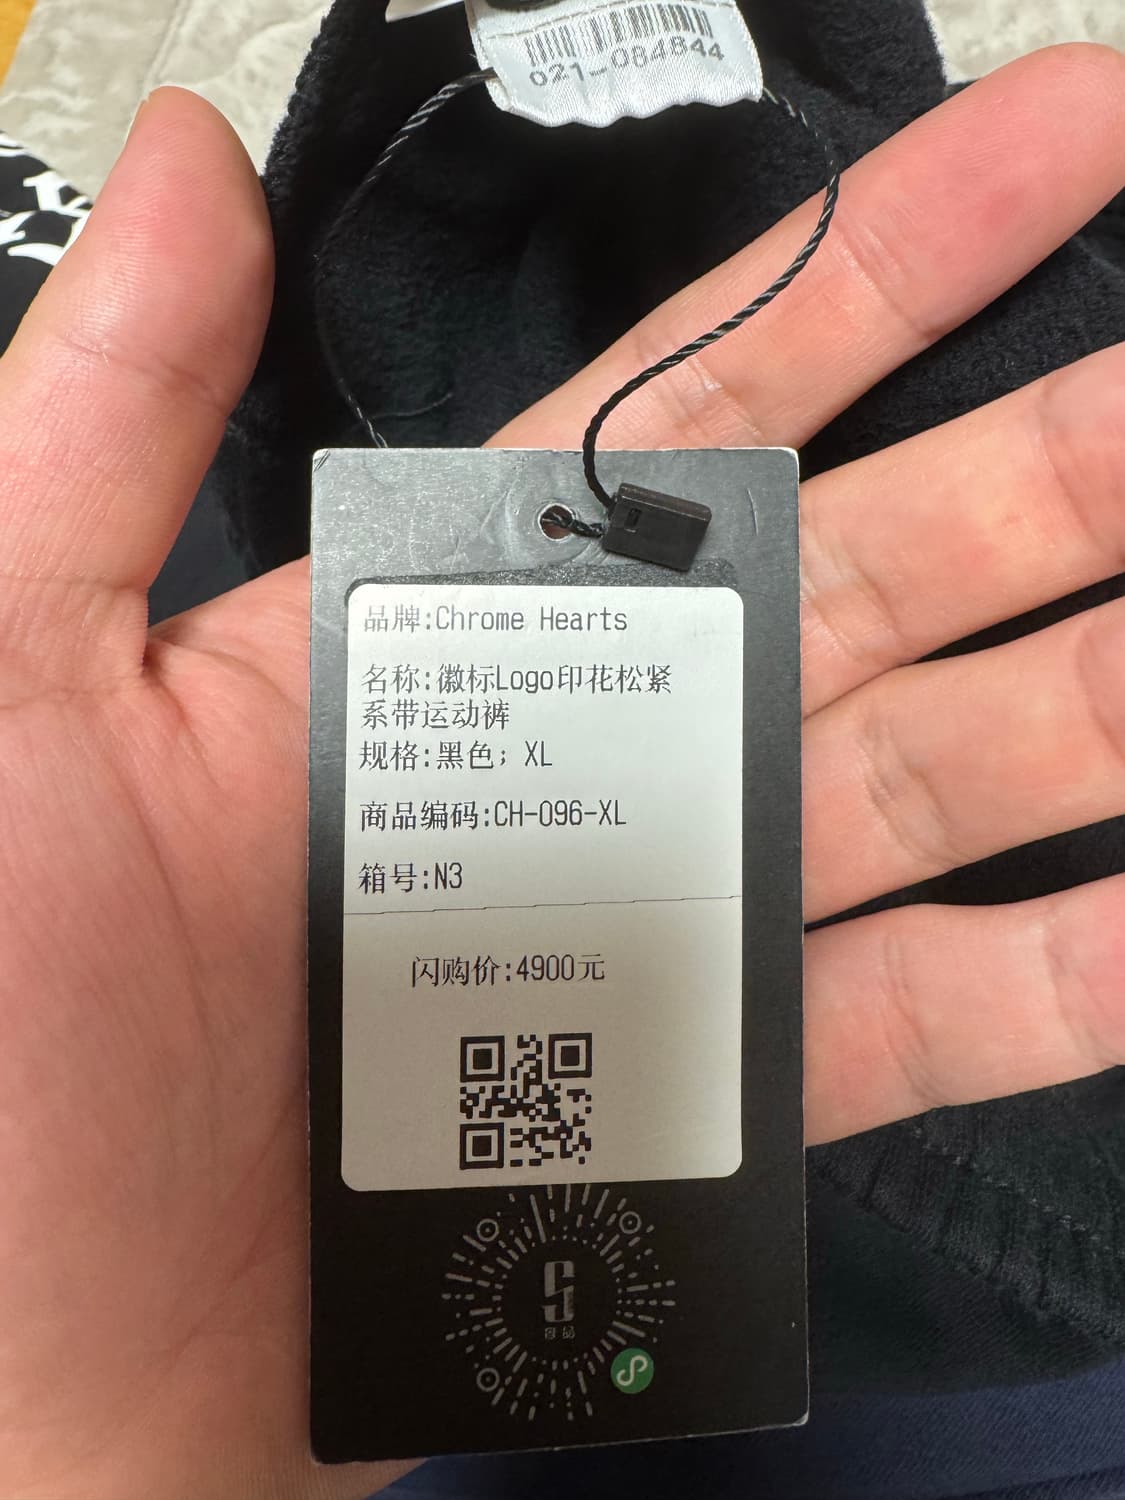 021-084844
品牌:Chrome Hearts
名称:徽标Logo印花松紧
系带运动裤
规格:黑色; XL
商品编码:CH-096-XL
箱号:N3
闪购价:4900元